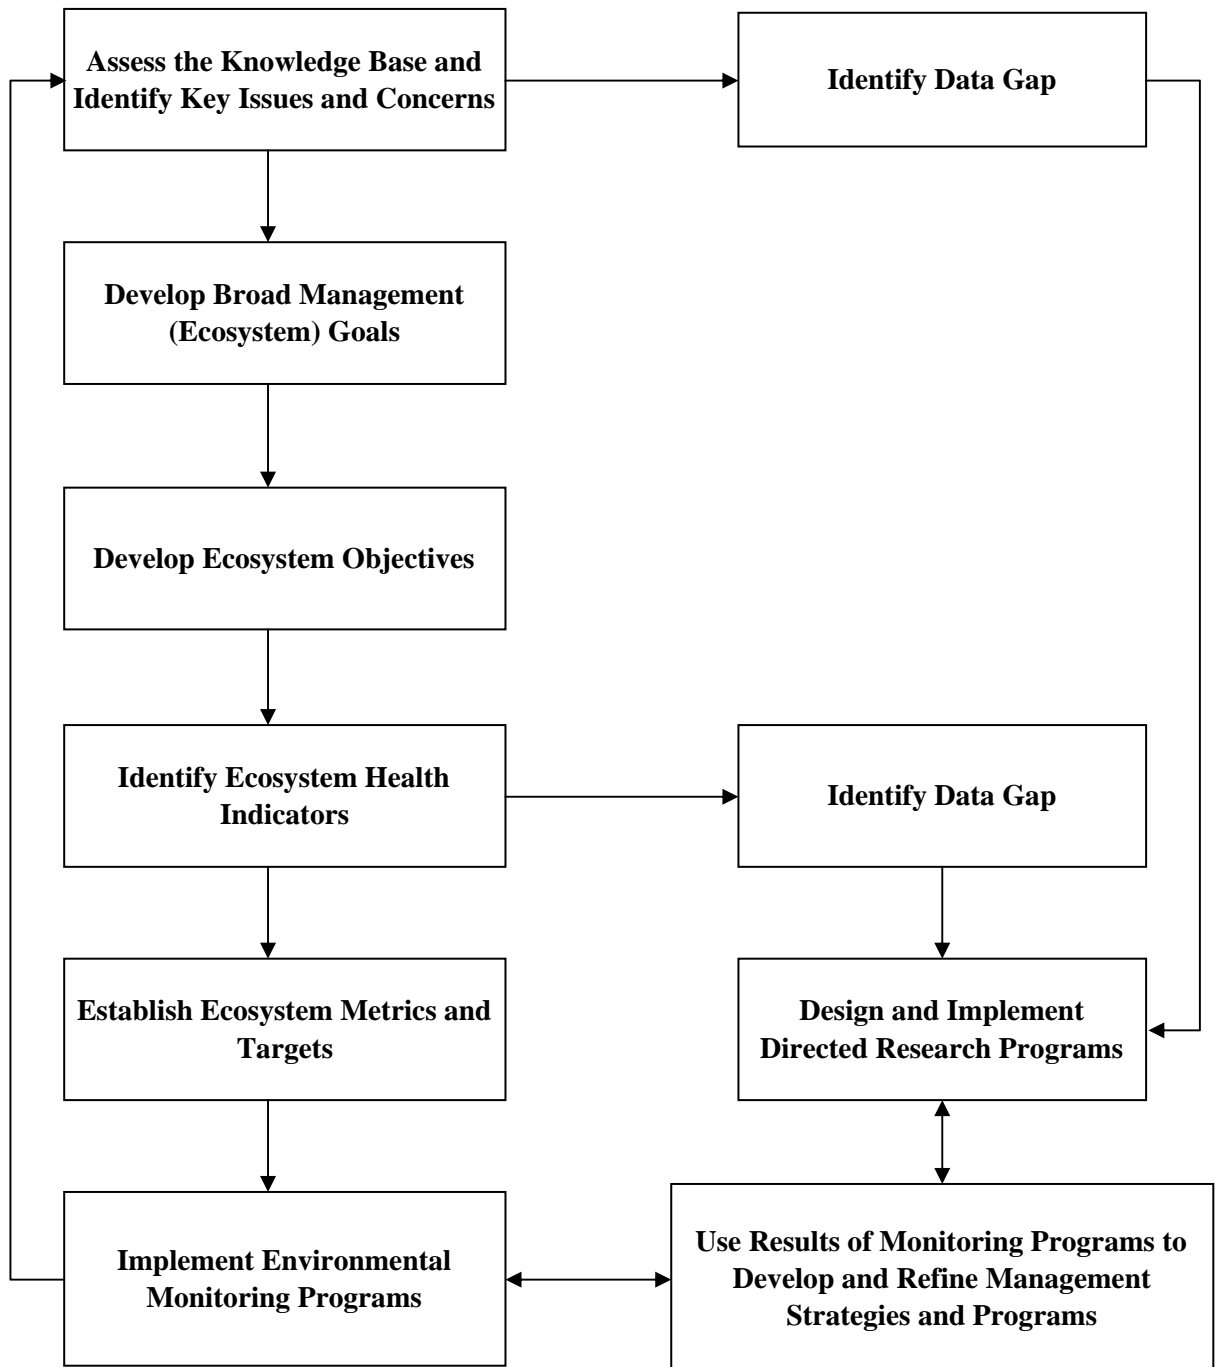 Assess the Knowledge Base and
Identify Key Issues and Concerns
Identify Data Gap
Develop Broad Management
(Ecosystem) Goals
Develop Ecosystem Objectives
Identify Ecosystem Health
Indicators
Identify Data Gap
Establish Ecosystem Metrics and
Targets
Design and Implement
Directed Research Programs
Implement Environmental
Monitoring Programs
Use Results of Monitoring Programs to
Develop and Refine Management
Strategies and Programs